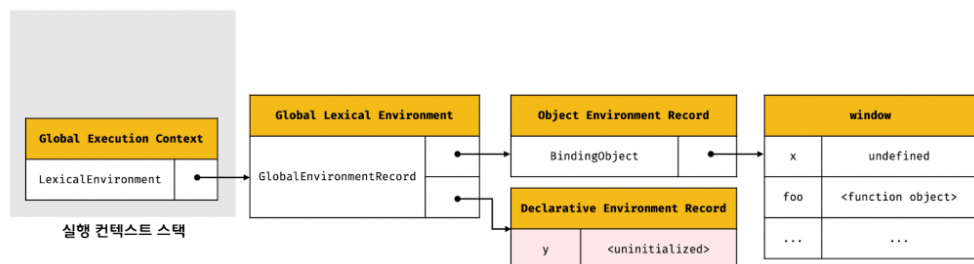 Global Execution Context
LexicalEnvironment
실행 컨텍스트 스택
Global Lexical Environment
GlobalEnvironmentRecord
Object Environment Record
BindingObject
Declarative Environment Record
y <uninitialized>
window
x undefined
foo <function object>
... ...